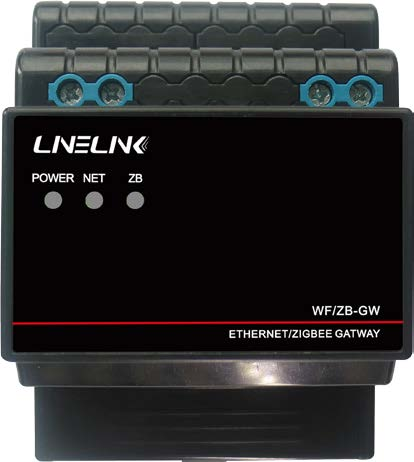 LINELINK
POWER NET ZB
WF/ZB-GW
ETHERNET/ZIGBEE GATWAY